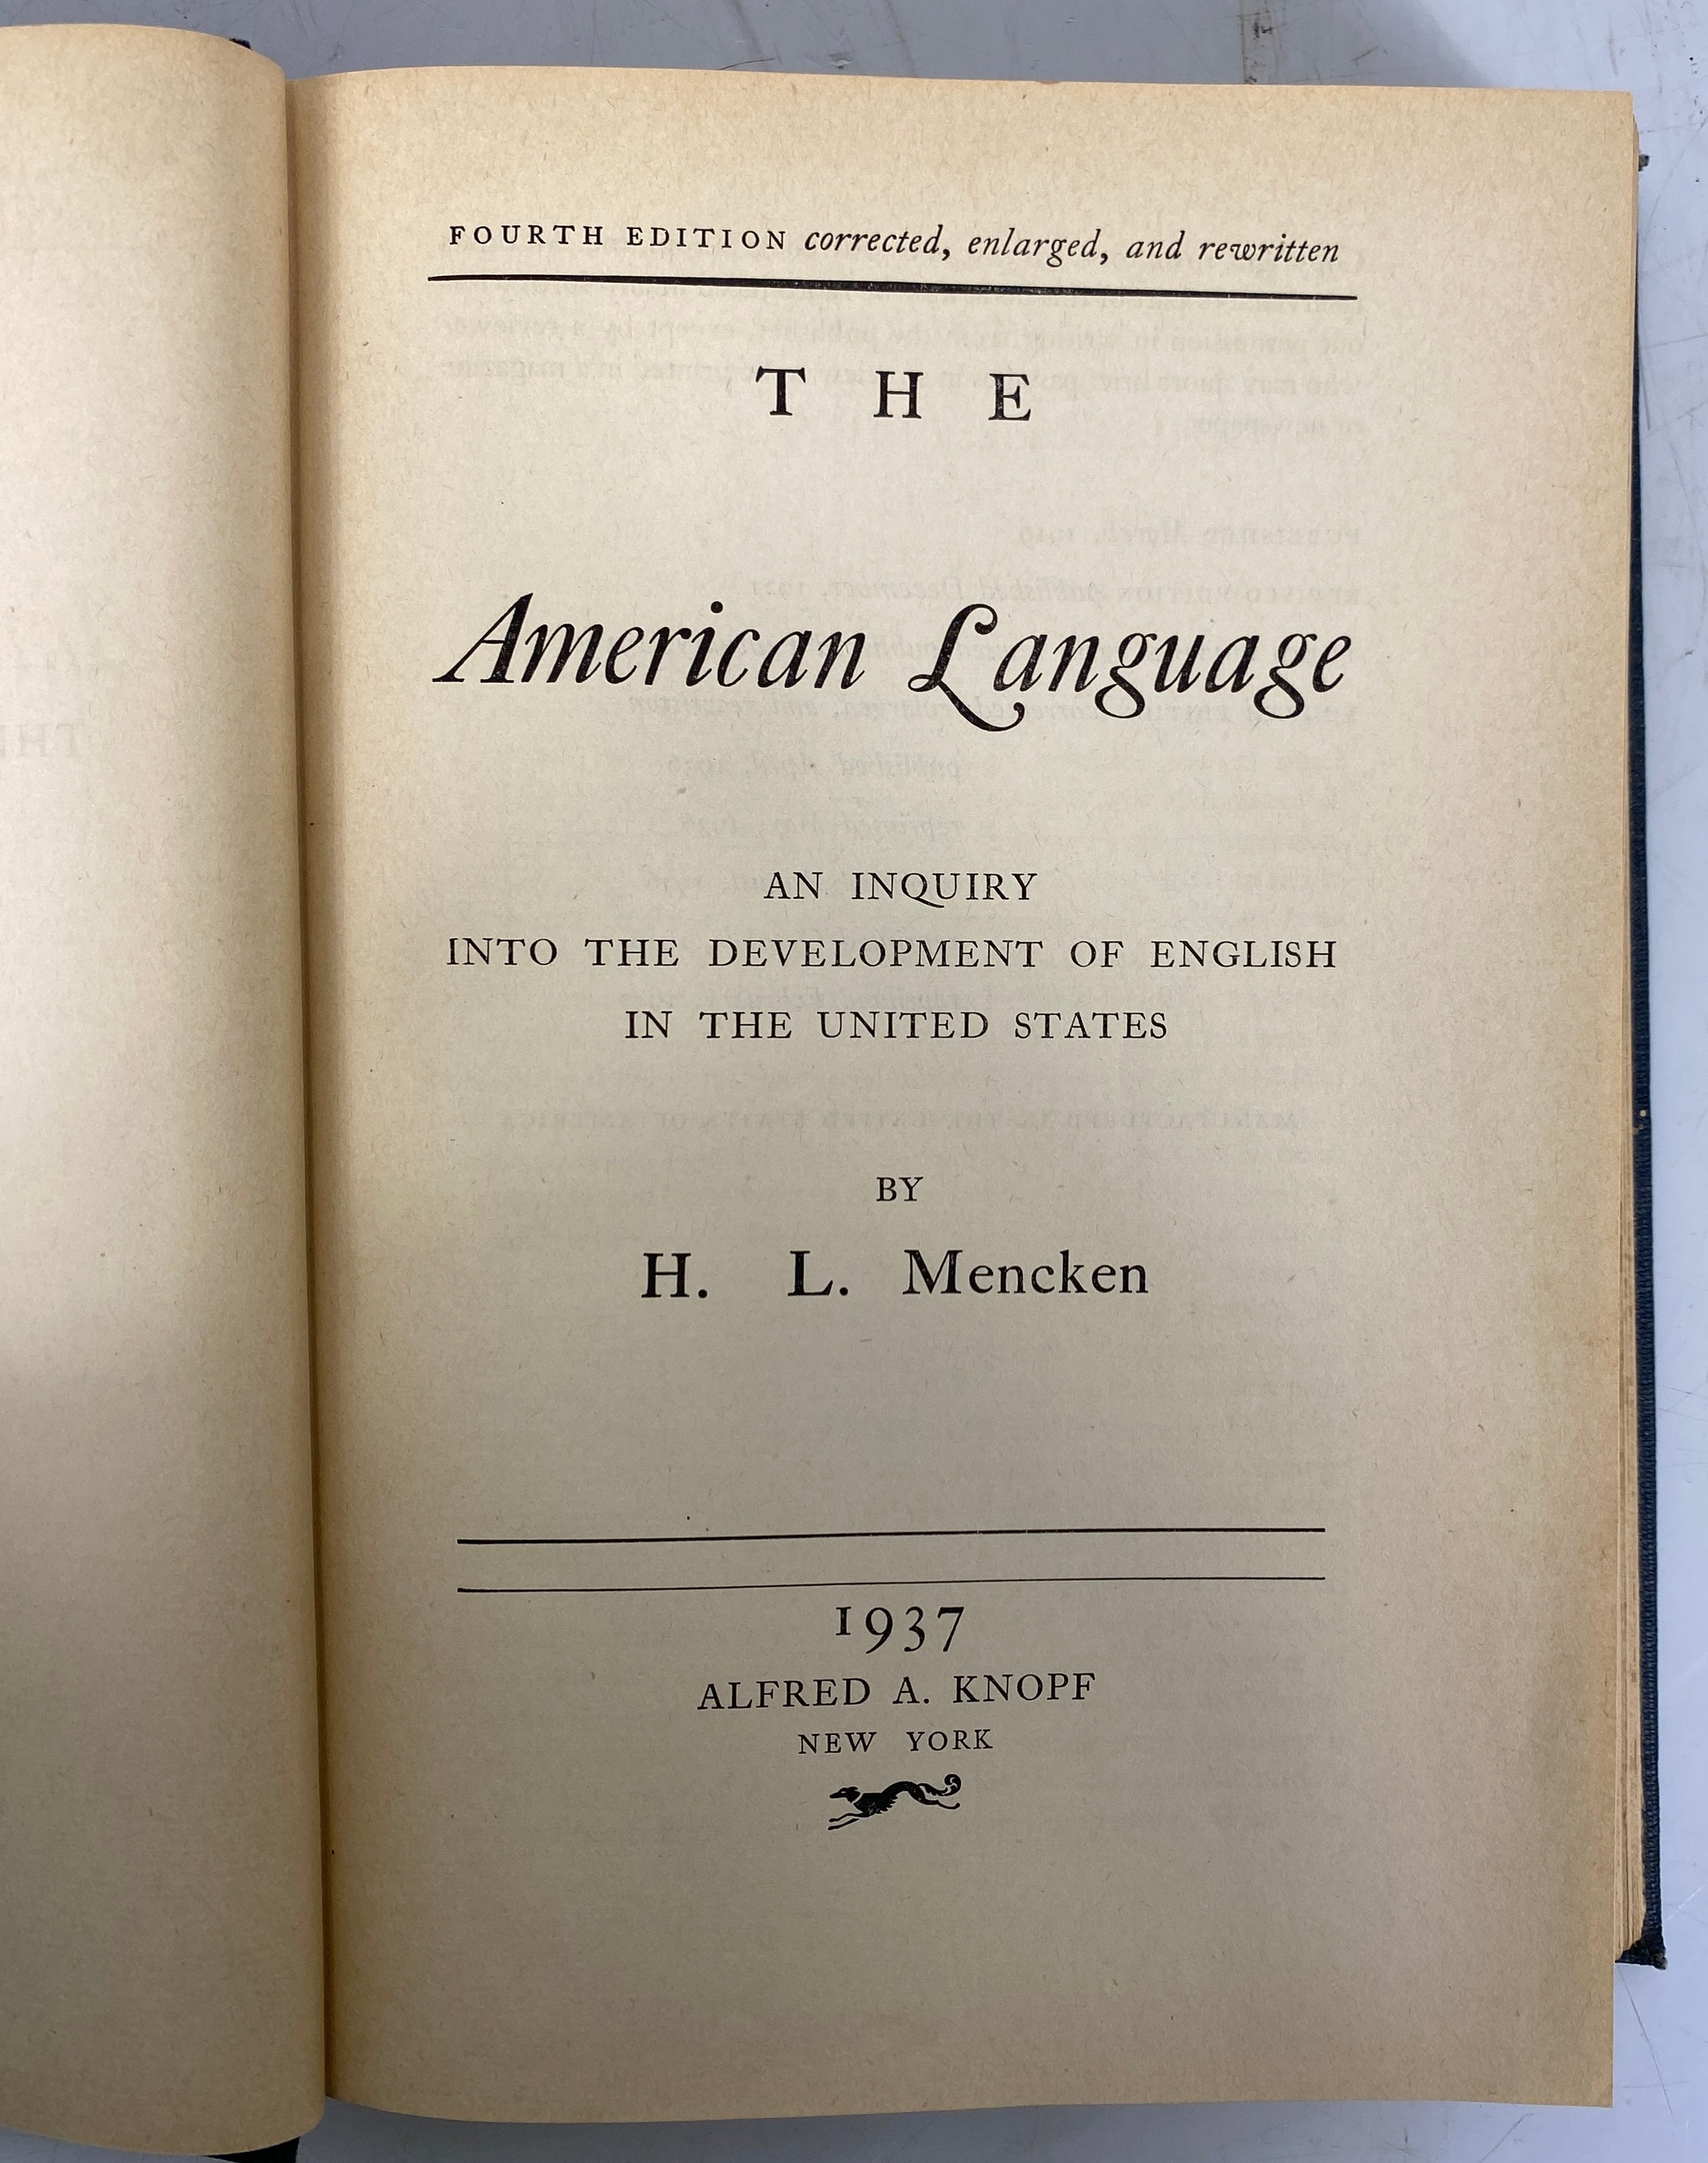 FOURTH EDITION corrected, enlarged, and rewritten
THE
American Language
AN INQUIRY
INTO THE DEVELOPMENT OF ENGLISH
IN THE UNITED STATES
BY
H. L. Mencken
1937
ALFRED A. KNOPF
NEW YORK